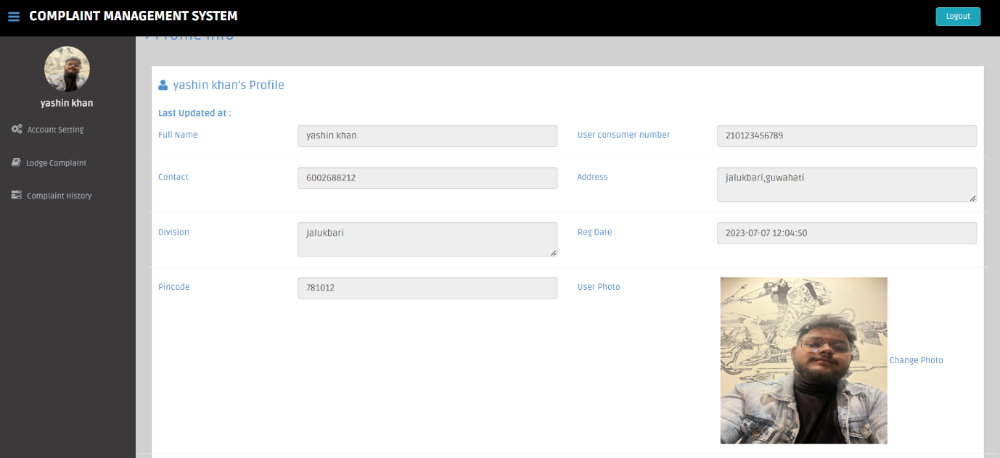 COMPLAINT MANAGEMENT SYSTEM
Logout
Profile Info
yashin khan
Account Setting
Lodge Complaint
Complaint History
yashin khan's Profile
Last Updated at :
Full Name
yashin khan
User consumer number
210123456789
Contact
6002688212
Address
jalukbari,guwahati
Division
jalukbari
Reg Date
2023-07-07 12:04:50
Pincode
781012
User Photo
Change Photo